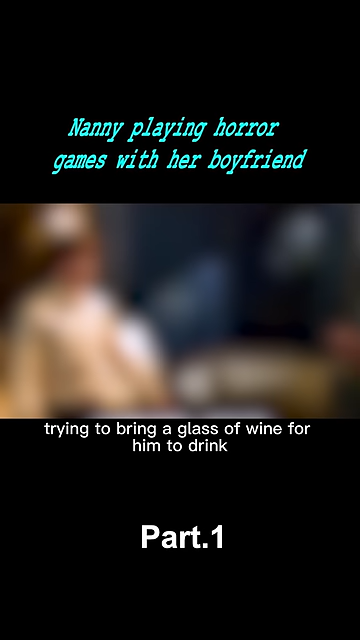 Nanny playing horror
games with her boyfriend
trying to bring a glass of wine for
him to drink
Part.1